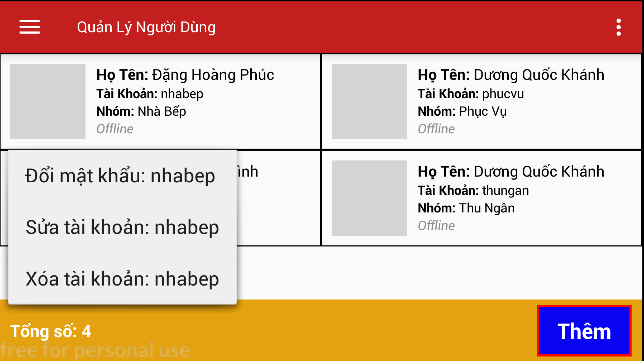 Quản Lý Người Dùng
Họ Tên: Đặng Hoàng Phúc
Tài Khoản: nhabep
Nhóm: Nhà Bếp
Offline
Họ Tên: Dương Quốc Khánh
Tài Khoản: phucvu
Nhóm: Phục Vụ
Offline
Đổi mật khẩu: nhabep
Sửa tài khoản: nhabep
Xóa tài khoản: nhabep
Họ Tên: Dương Quốc Khánh
Tài Khoản: thungan
Nhóm: Thu Ngân
Offline
Tổng số: 4
Thêm
free for personal use